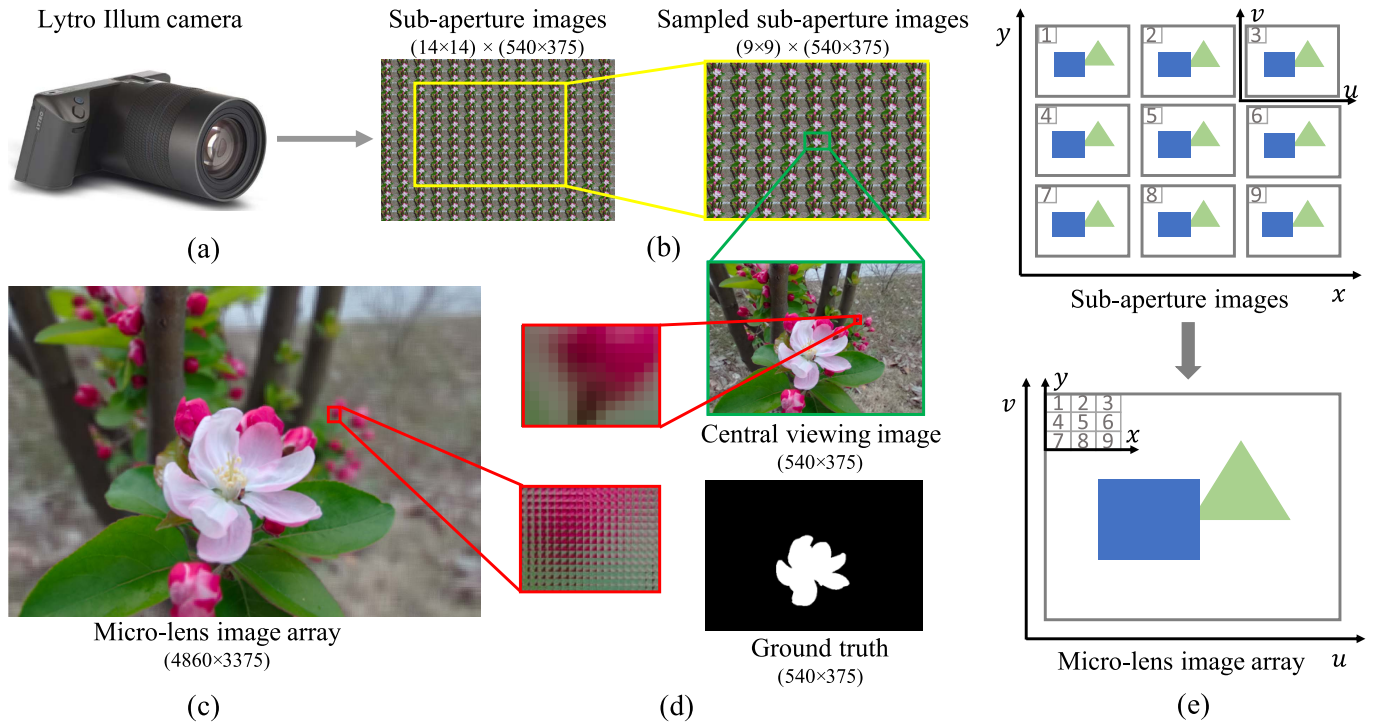 Lytro Illum camera
(a)
Sub-aperture images
(14×14) × (540×375)
Sampled sub-aperture images
(9×9) × (540×375)
(b)
Micro-lens image array
(4860×3375)
(c)
Central viewing image
(540×375)
Ground truth
(540×375)
(d)
y
v
1 2 3
u
4 5 6
7 8 9
Sub-aperture images x
v y
1 2 3
4 5 6 x
7 8 9
Micro-lens image array u
(e)